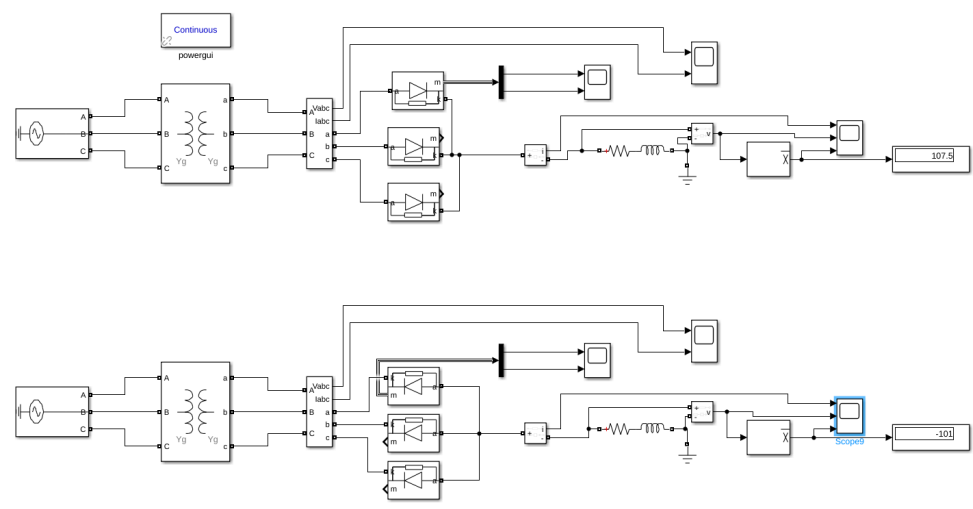 Continuous
powergui
A
B
C
A
B
C
Yg
Yg
a
b
c
A
B
C
Vabc
Iabc
a
b
c
a
m
k
a
m
k
a
m
k
+
i
-
+
+
-
v
X
107.5
A
B
C
A
B
C
Yg
Yg
a
b
c
A
B
C
Vabc
Iabc
a
b
c
k
m
a
k
m
a
k
m
a
+
i
-
+
+
-
v
X
Scope9
-101